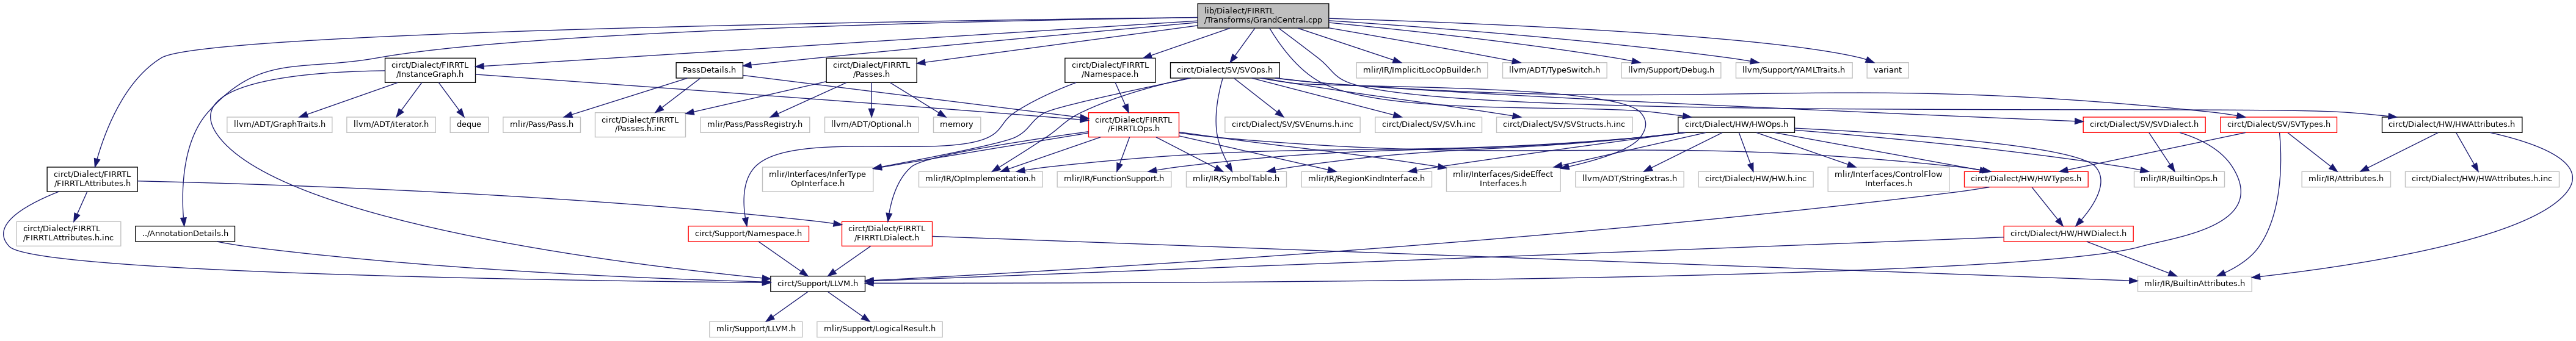 lib/Dialect/FIRRTL
/Transforms/GrandCentral.cpp
circt/Dialect/FIRRTL
/InstanceGraph.h
PassDetails.h
circt/Dialect/FIRRTL
/Passes.h
circt/Dialect/FIRRTL
/Namespace.h
circt/Dialect/SV/SVOps.h
mlir/IR/ImplicitLocOpBuilder.h
llvm/ADT/TypeSwitch.h
llvm/Support/Debug.h
llvm/Support/YAMLTraits.h
variant
llvm/ADT/GraphTraits.h
llvm/ADT/iterator.h
deque
mlir/Pass/Pass.h
circt/Dialect/FIRRTL
/Passes.h.inc
mlir/Pass/PassRegistry.h
llvm/ADT/Optional.h
memory
circt/Dialect/FIRRTL
/FIRRTLOps.h
circt/Dialect/SV/SVEnums.h.inc
circt/Dialect/SV/SV.h.inc
circt/Dialect/SV/SVStructs.h.inc
circt/Dialect/HW/HWOps.h
circt/Dialect/SV/SVDialect.h
circt/Dialect/SV/SVTypes.h
circt/Dialect/HW/HWAttributes.h
circt/Dialect/FIRRTL
/FIRRTLAttributes.h
mlir/Interfaces/InferType
OpInterface.h
mlir/IR/OpImplementation.h
mlir/IR/FunctionSupport.h
mlir/IR/SymbolTable.h
mlir/IR/RegionKindInterface.h
mlir/Interfaces/SideEffect
Interfaces.h
llvm/ADT/StringExtras.h
circt/Dialect/HW/HW.h.inc
mlir/Interfaces/ControlFlow
Interfaces.h
circt/Dialect/HW/HWTypes.h
mlir/IR/BuiltinOps.h
mlir/IR/Attributes.h
circt/Dialect/HW/HWAttributes.h.inc
circt/Dialect/FIRRTL
/FIRRTLAttributes.h.inc
../AnnotationDetails.h
circt/Support/Namespace.h
circt/Dialect/FIRRTL
/FIRRTLDialect.h
circt/Dialect/HW/HWDialect.h
circt/Support/LLVM.h
mlir/IR/BuiltinAttributes.h
mlir/Support/LLVM.h
mlir/Support/LogicalResult.h